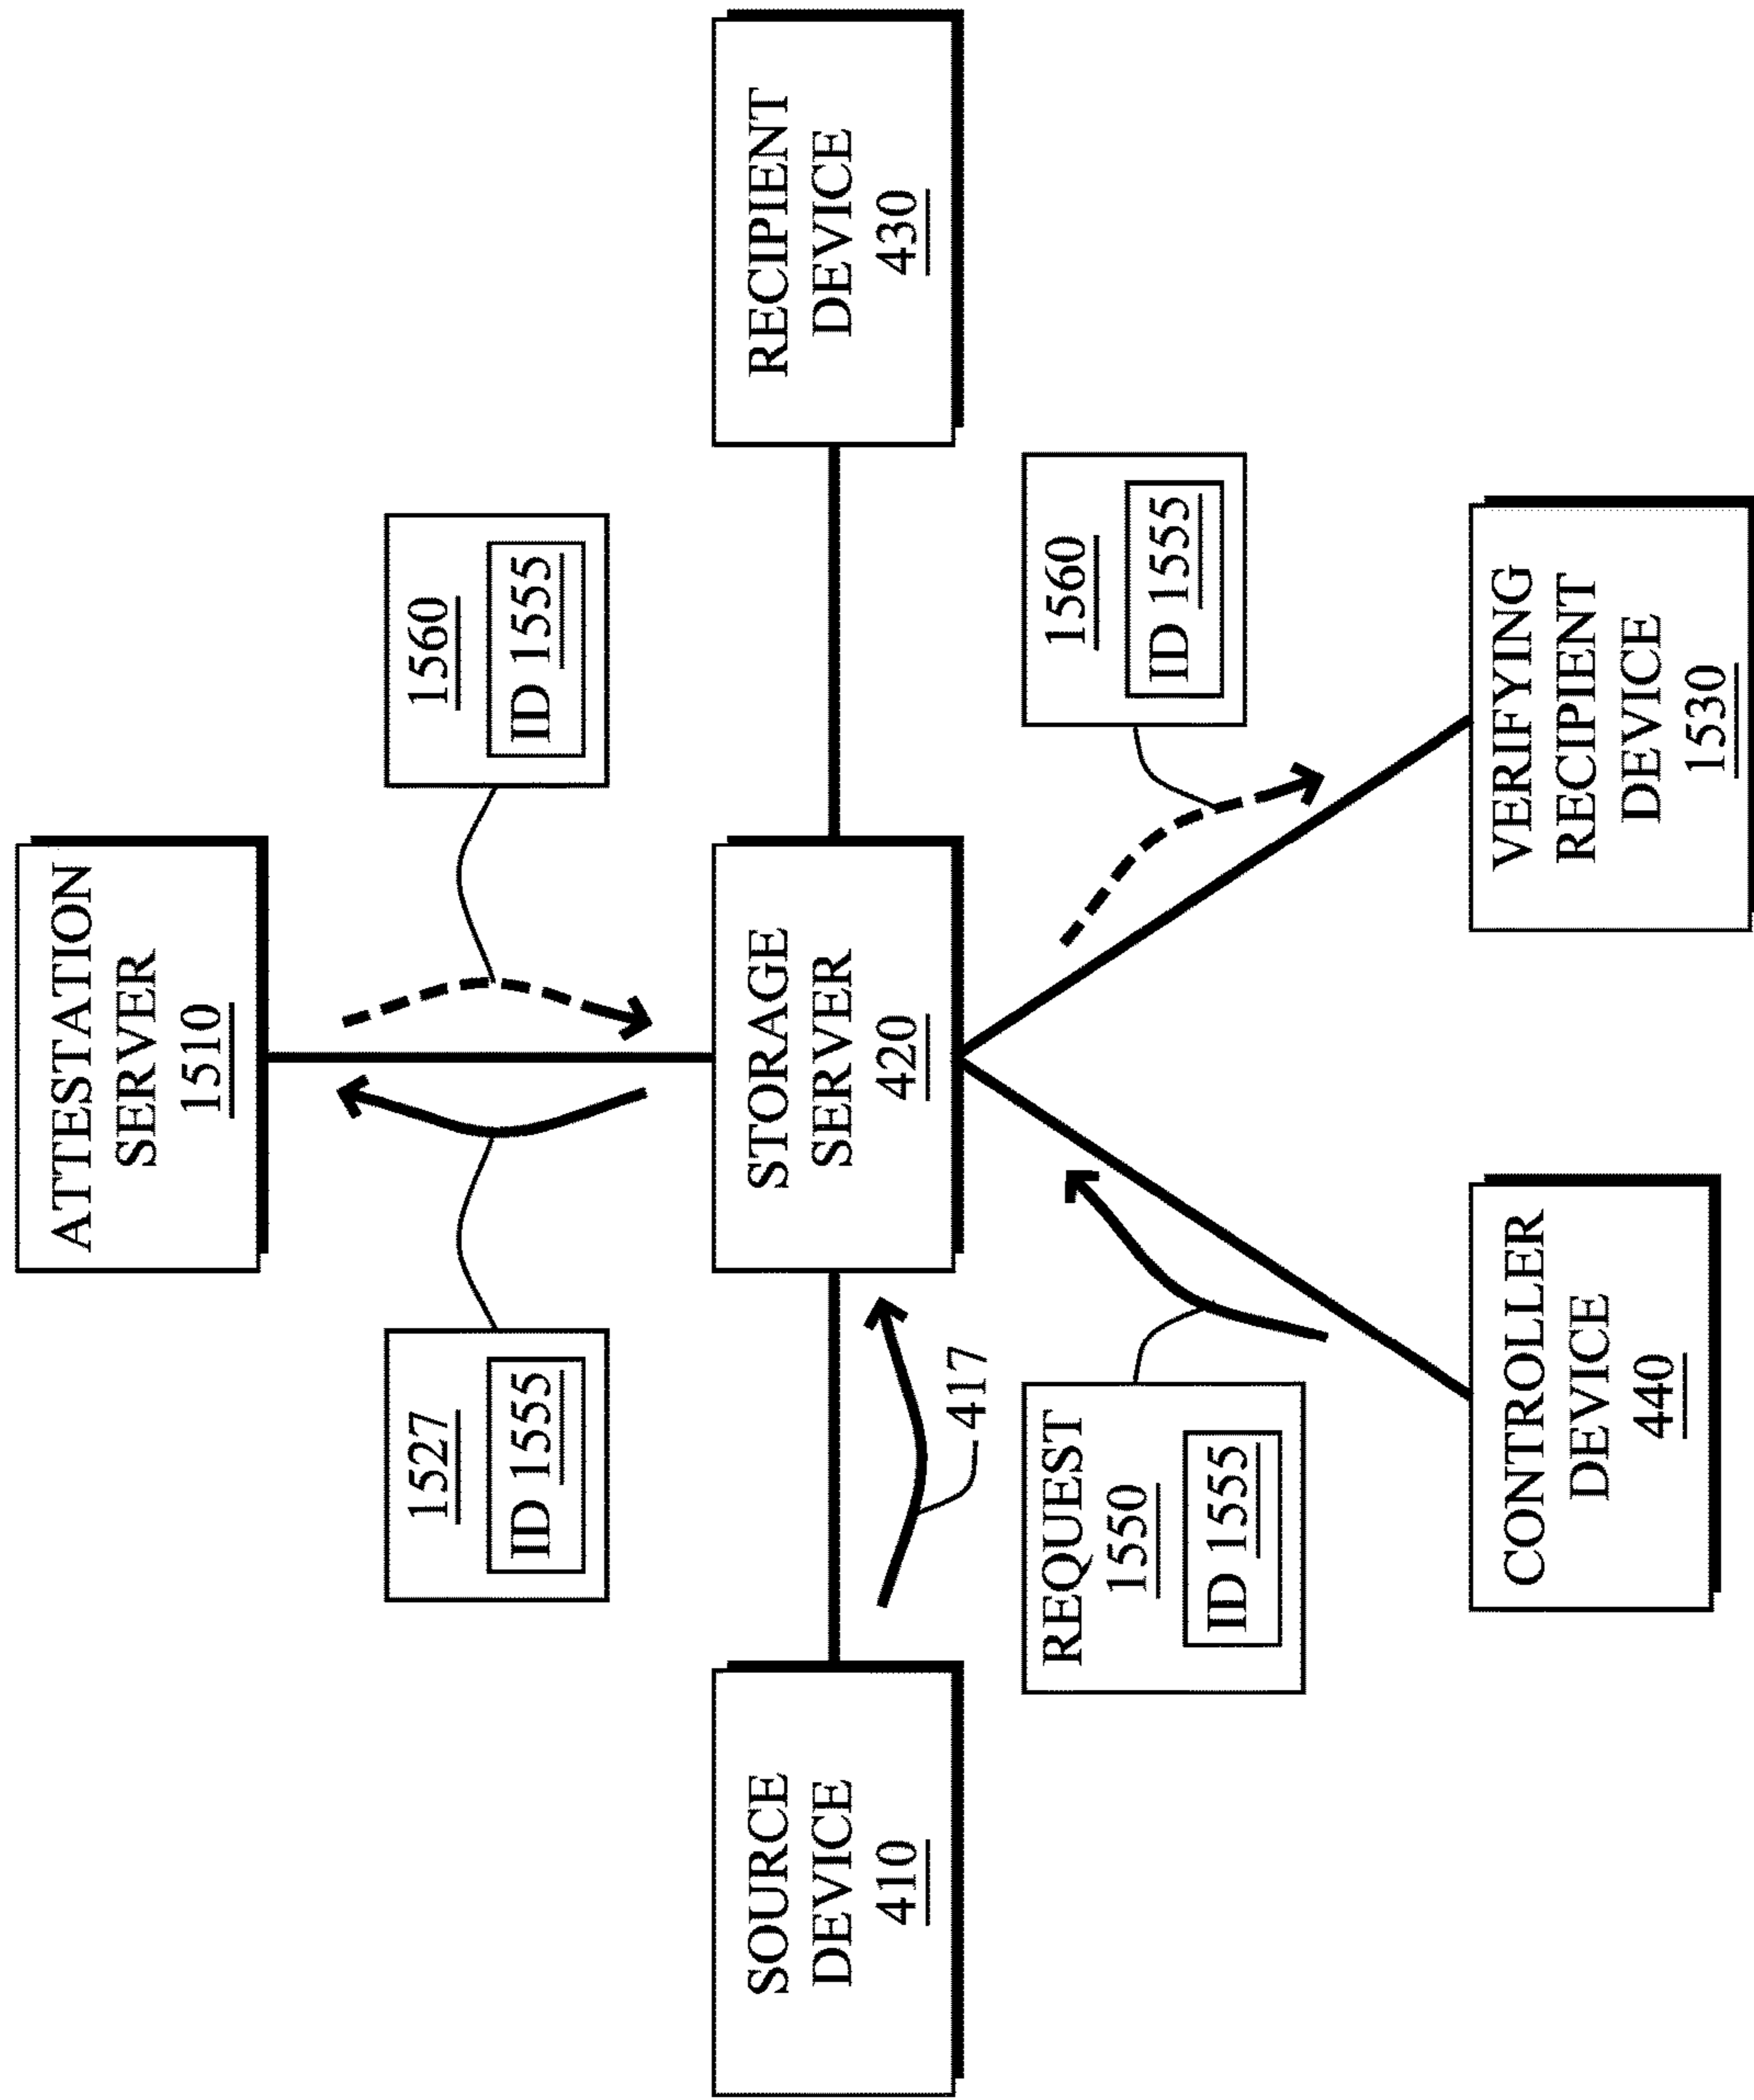 ATTESTATION
SERVER
1510
1527
ID 1555
1560
ID 1555
SOURCE
DEVICE
410
STORAGE
SERVER
420
RECIPIENT
DEVICE
430
417
REQUEST
1550
ID 1555
1560
ID 1555
CONTROLLER
DEVICE
440
VERIFYING
RECIPIENT
DEVICE
1530